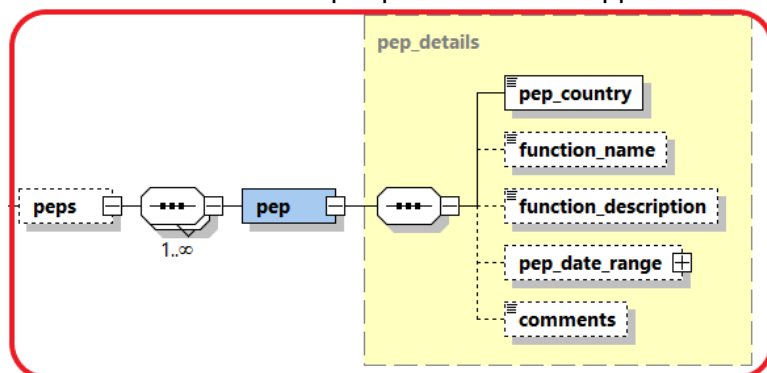 pep_details
pep_country
function_name
peps
pep
function_description
1..∞
pep_date_range
comments